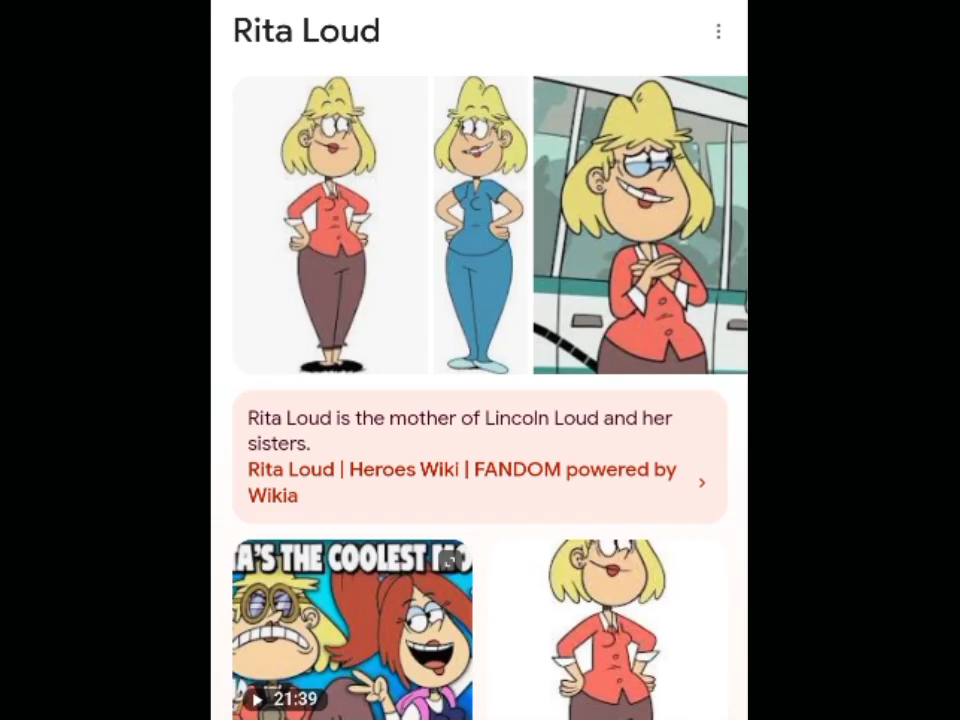 Rita Loud
Rita Loud is the mother of Lincoln Loud and her
sisters.
Rita Loud | Heroes Wiki | FANDOM powered by
Wikia
A'S THE COOLEST
21:39